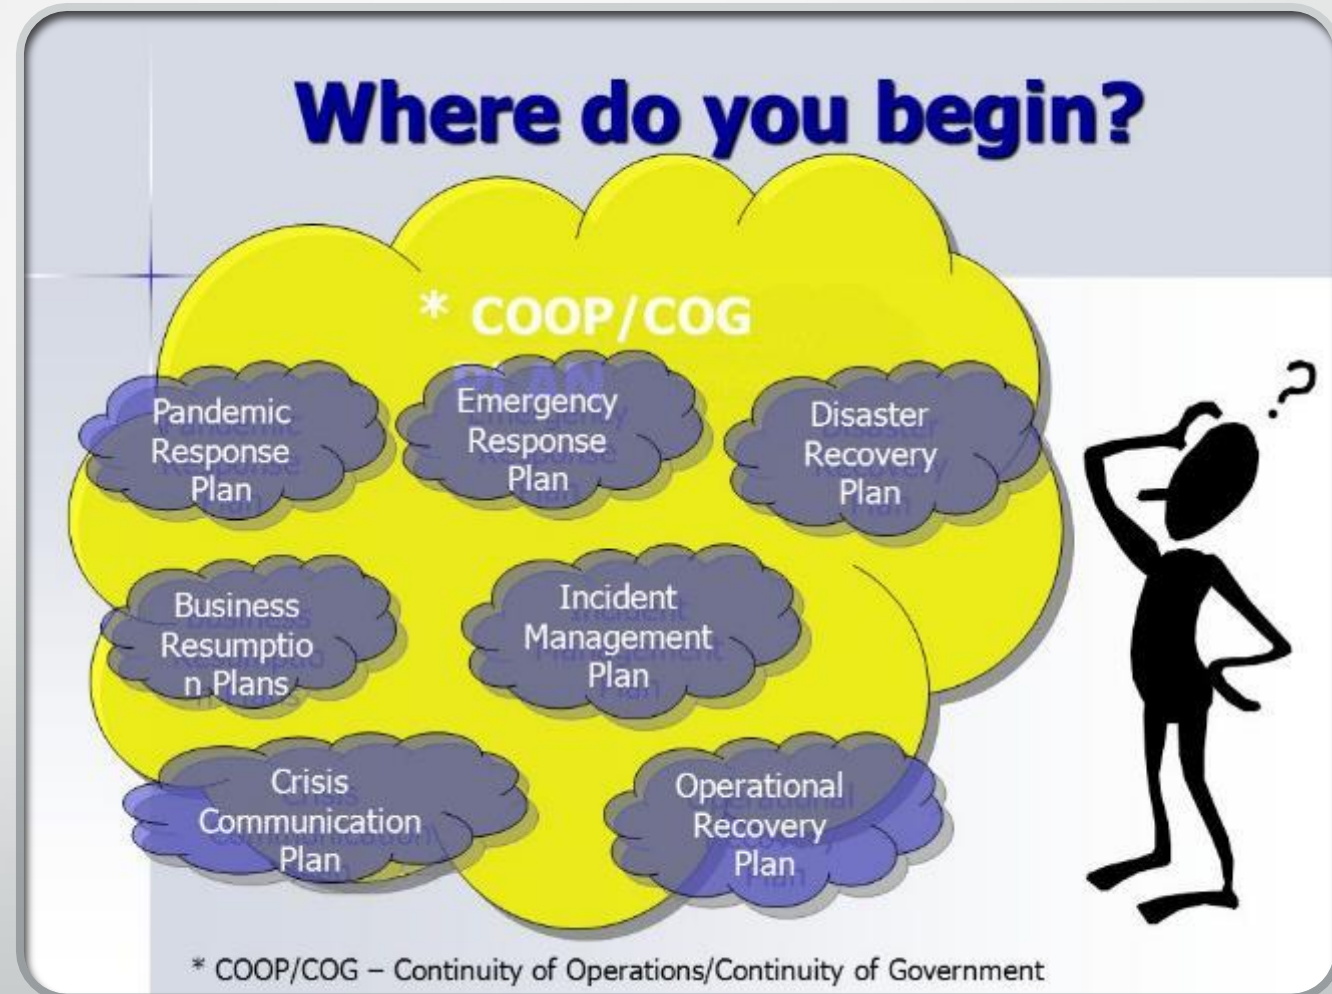 Where do you begin?
* COOP/COG
PLAN
Pandemic
Response
Plan
Emergency
Response
Plan
Disaster
Recovery
Plan
Business
Resumptio
n Plans
Incident
Management
Plan
Crisis
Communication
Plan
Operational
Recovery
Plan
?
* COOP/COG – Continuity of Operations/Continuity of Government